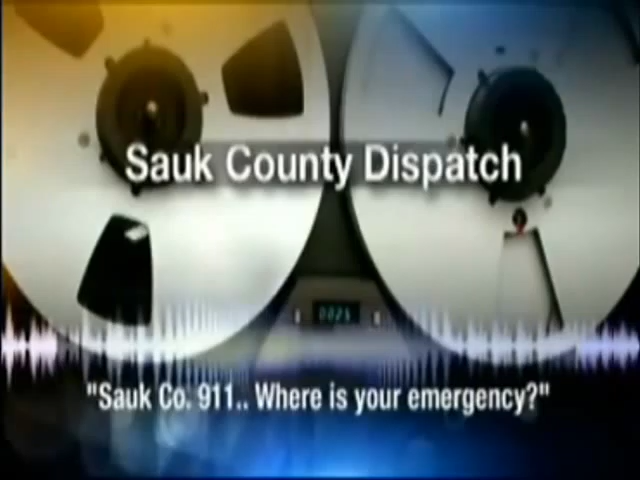 Sauk County Dispatch
"Sauk Co. 911.. Where is your emergency?"